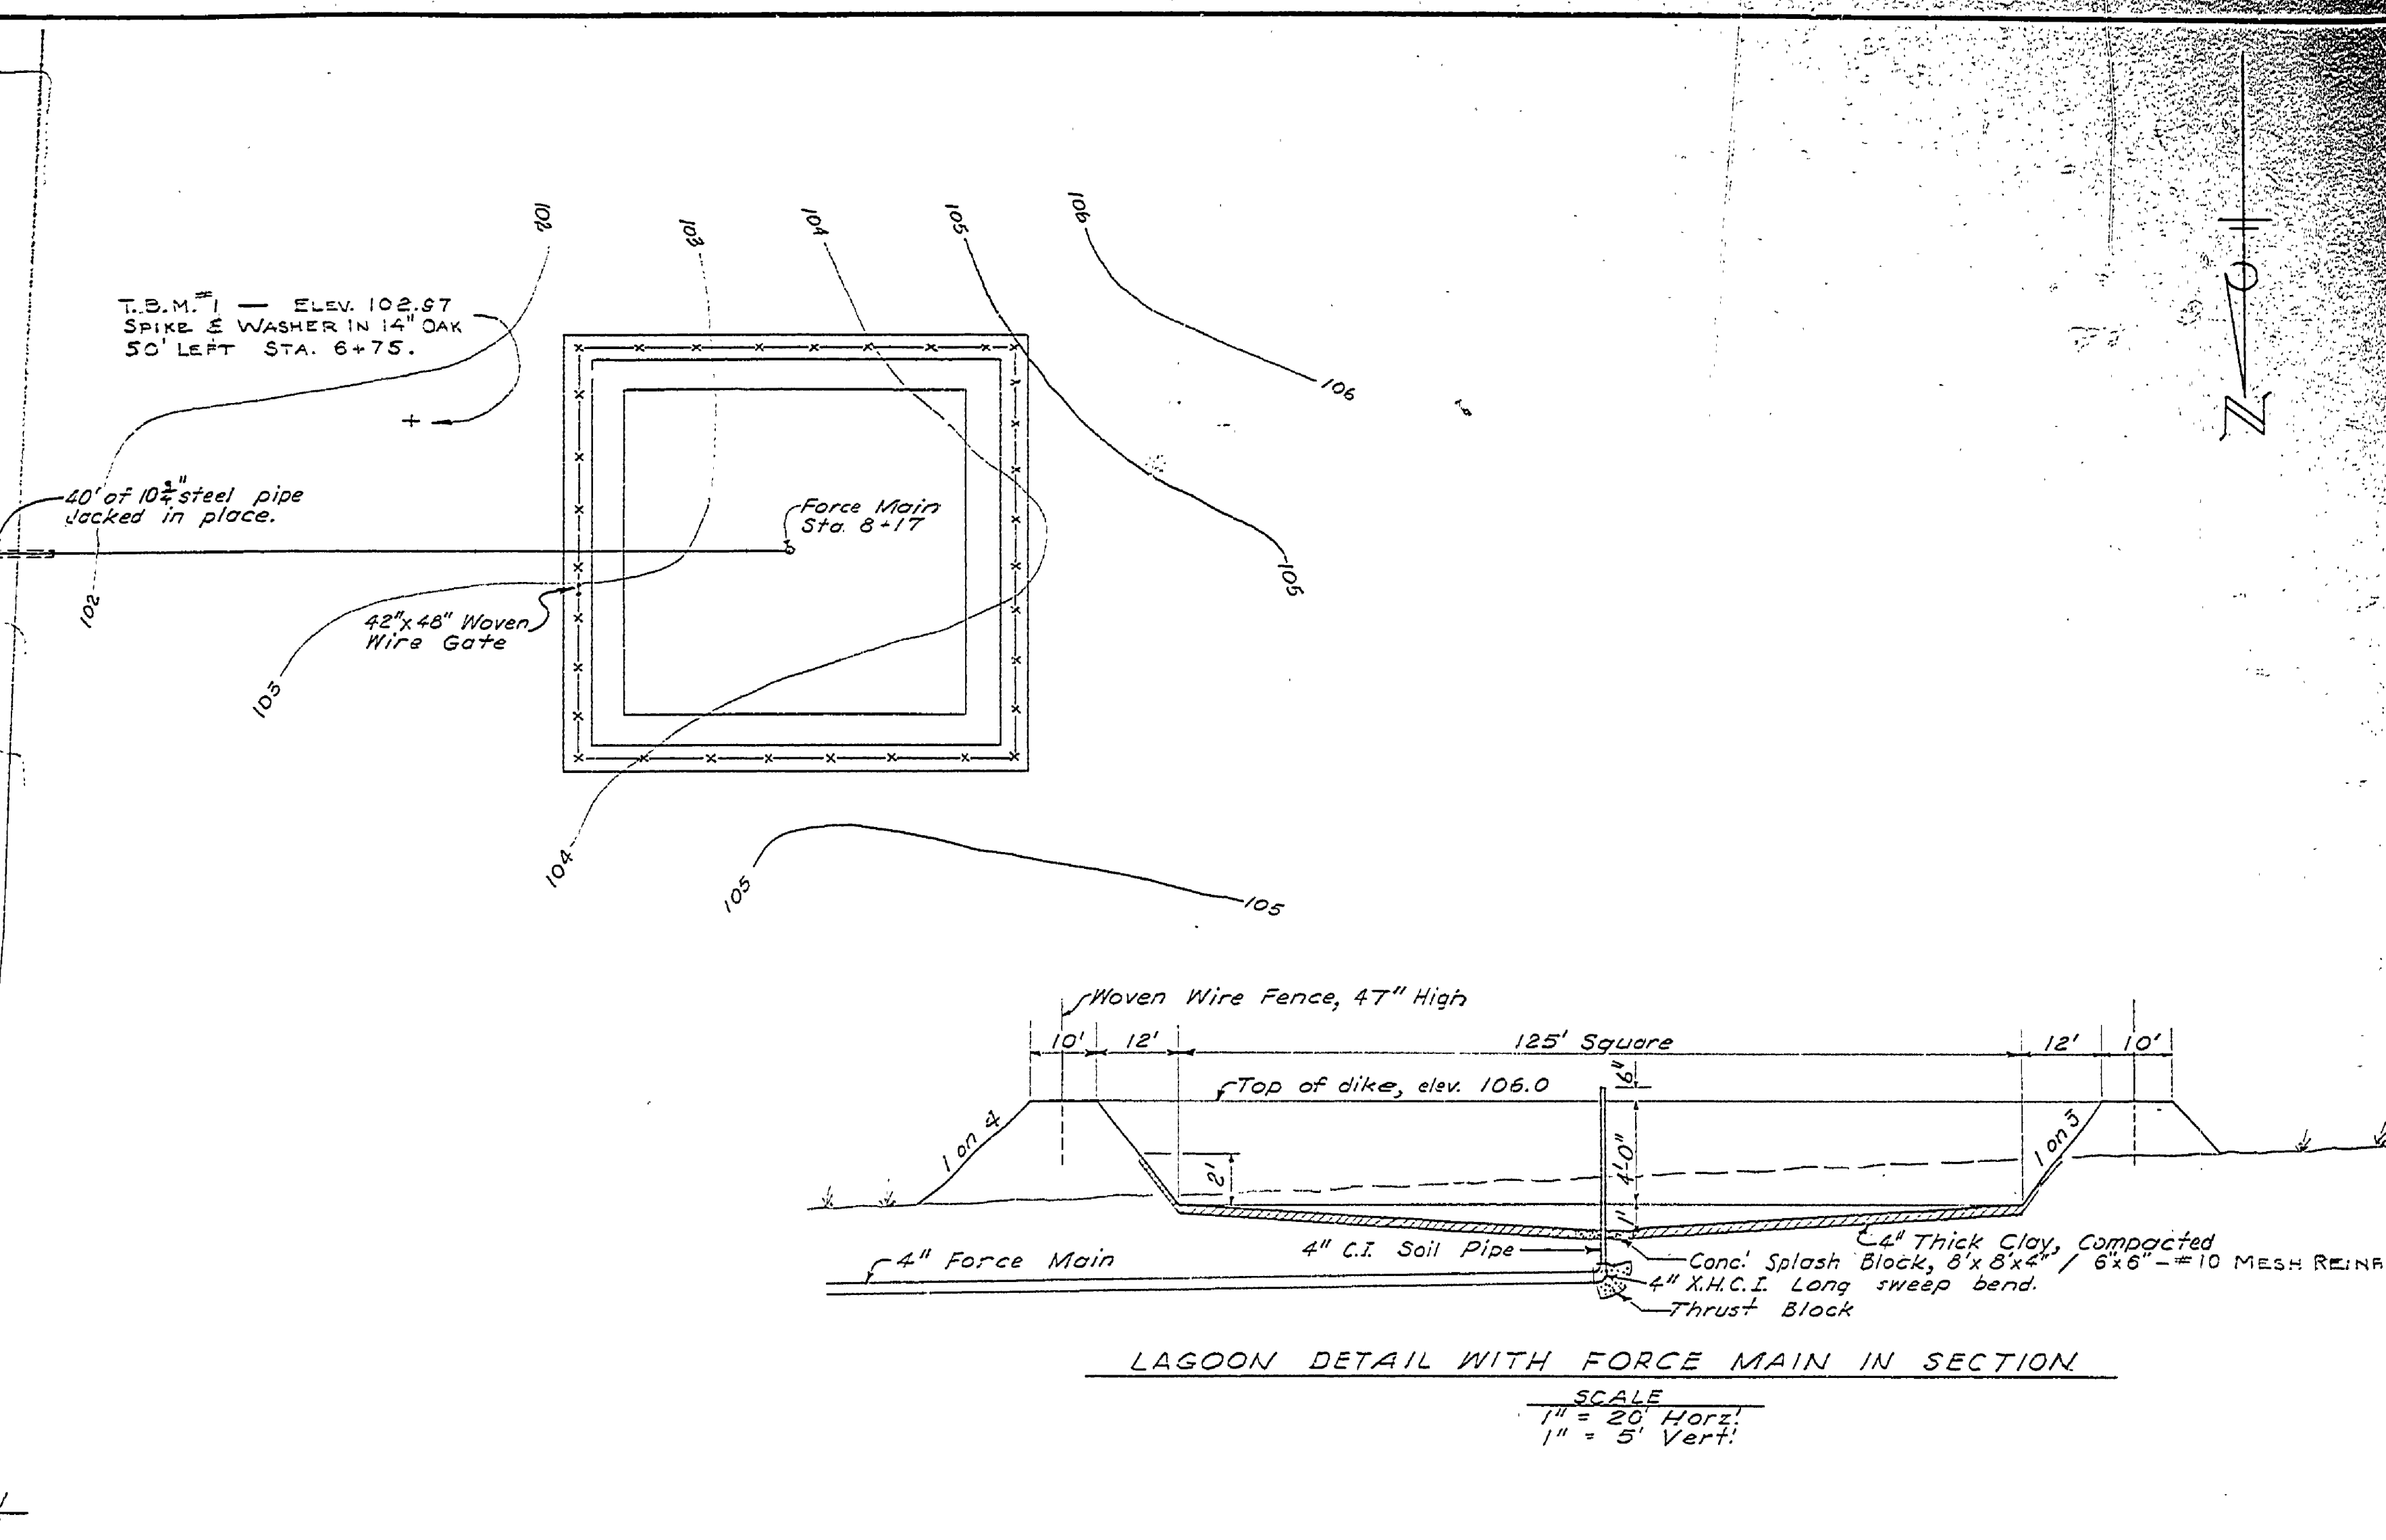 102
103
104
105
106
T.B.M.#1 — ELEV. 102.97
SPIKE & WASHER IN 14" OAK
50' LEFT STA. 6+75.
106
40' of 10¾" steel pipe
Jacked in place.
Force Main
Sta. 8+17
102
42"x48" Woven
Wire Gate
105
103
104
105
105
N
Woven Wire Fence, 47" High
10' 12' 125' Square 12' 10'
6"
Top of dike, elev. 106.0
1 on 4
2'
4'-0"
1 on 3
1'
4" Force Main
4" C.I. Soil Pipe
4" Thick Clay, Compacted
Conc. Splash Block, 8'x8'x4" / 6"x6"-#10 MESH REINF
4" X.H.C.I. Long sweep bend.
Thrust Block
LAGOON DETAIL WITH FORCE MAIN IN SECTION
SCALE
1" = 20' Horz.
1" = 5' Vert.